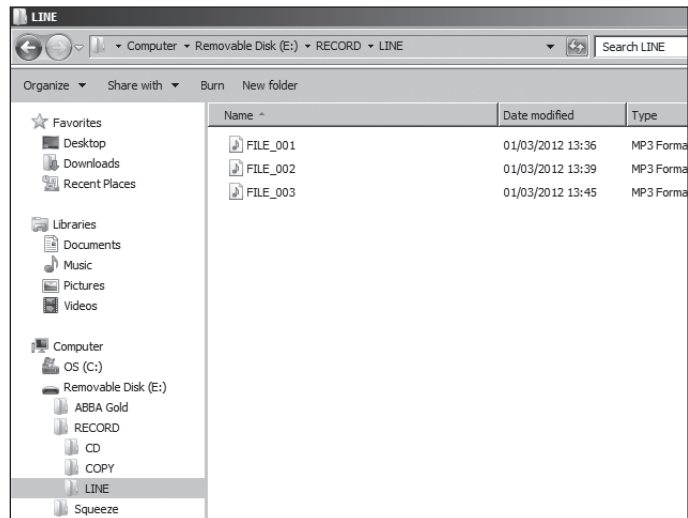 LINE
Computer Removable Disk (E:) RECORD LINE
Search LINE
Organize Share with Burn New folder
Favorites
Desktop
Downloads
Recent Places
Libraries
Documents
Music
Pictures
Videos
Computer
OS (C:)
Removable Disk (E:)
ABBA Gold
RECORD
CD
COPY
LINE
Squeeze
Name Date modified Type
FILE_001 01/03/2012 13:36 MP3 Forma
FILE_002 01/03/2012 13:39 MP3 Forma
FILE_003 01/03/2012 13:45 MP3 Forma